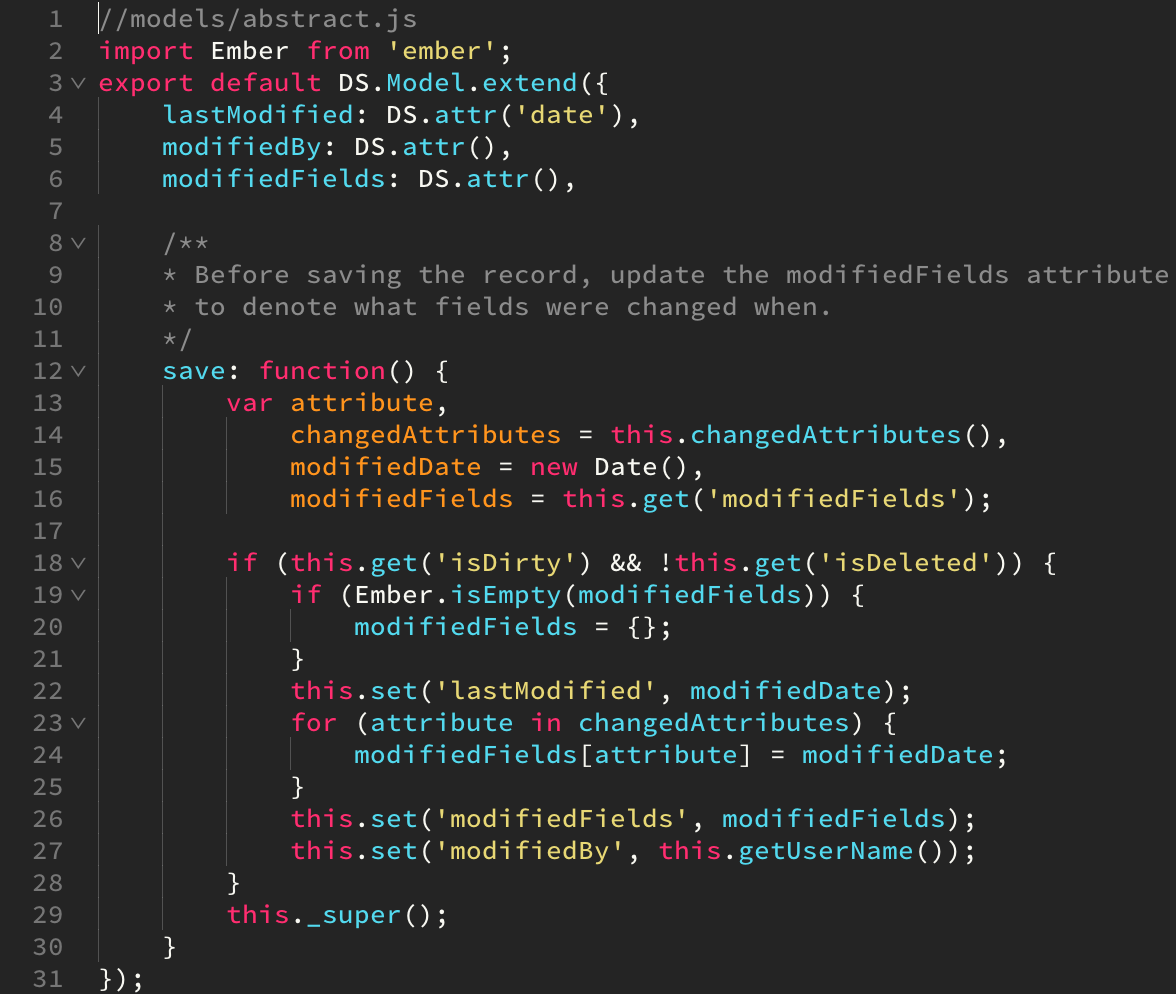 1 //models/abstract.js
2 import Ember from 'ember';
3 export default DS.Model.extend({
4     lastModified: DS.attr('date'),
5     modifiedBy: DS.attr(),
6     modifiedFields: DS.attr(),
7
8     /**
9     * Before saving the record, update the modifiedFields attribute
10     * to denote what fields were changed when.
11     */
12     save: function() {
13         var attribute,
14             changedAttributes = this.changedAttributes(),
15             modifiedDate = new Date(),
16             modifiedFields = this.get('modifiedFields');
17
18         if (this.get('isDirty') && !this.get('isDeleted')) {
19             if (Ember.isEmpty(modifiedFields)) {
20                 modifiedFields = {};
21             }
22             this.set('lastModified', modifiedDate);
23             for (attribute in changedAttributes) {
24                 modifiedFields[attribute] = modifiedDate;
25             }
26             this.set('modifiedFields', modifiedFields);
27             this.set('modifiedBy', this.getUserName());
28         }
29         this._super();
30     }
31 });